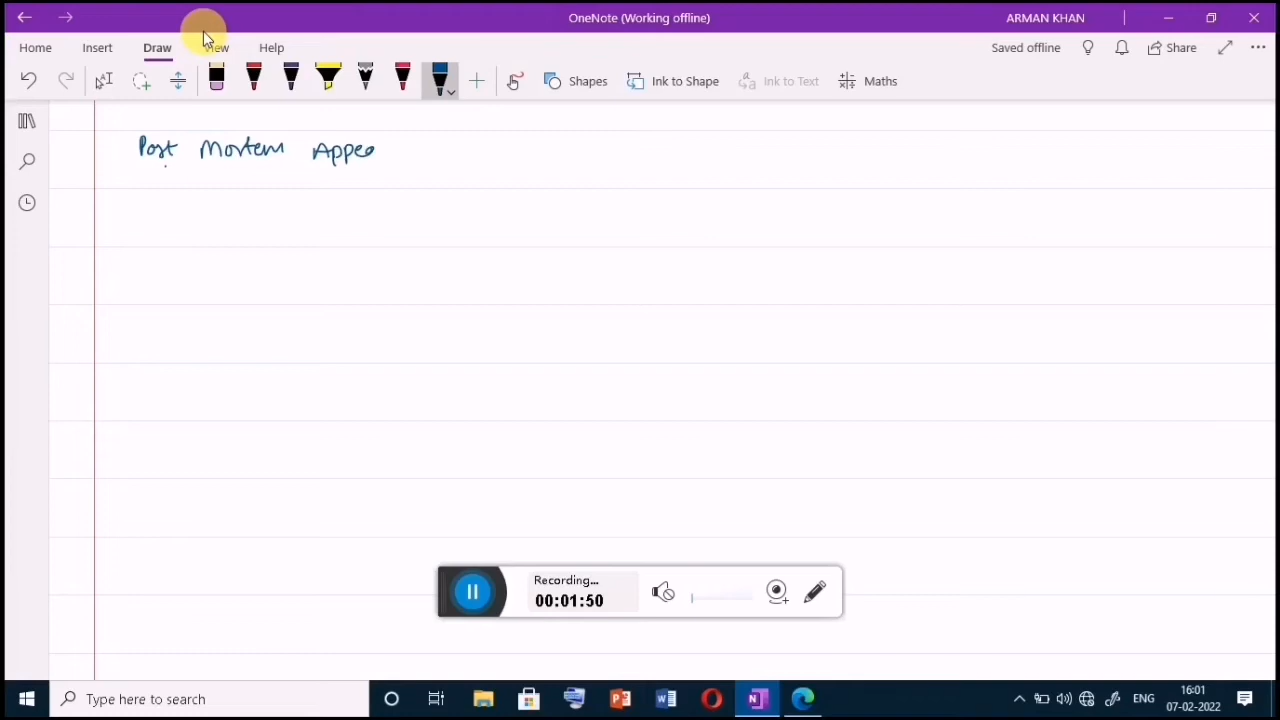 OneNote (Working offline)
ARMAN KHAN
Home Insert Draw View Help
Saved offline Share
Shapes Ink to Shape Ink to Text Maths
Post Mortem Appea
Recording...
00:01:50
Type here to search
ENG
16:01
07-02-2022